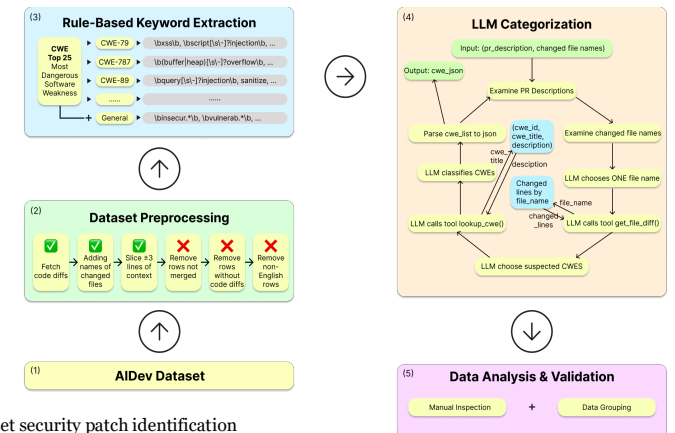 (3)
Rule-Based Keyword Extraction
CWE
Top 25
Most
Dangerous
Software
Weakness
CWE-79
\bxss\b, \bscript[\s\-]?injection\b, ...
CWE-787
\b(buffer|heap)[\s\-]?overflow\b, ...
CWE-89
\bquery[\s\-]?injection\b, sanitize, ...
......
......
+
General
\binsecur.*\b, \bvulnerab.*\b, ...
(2)
Dataset Preprocessing
Fetch
code diffs
Adding
names of
changed
files
Slice ±3
lines of
context
Remove
rows not
merged
Remove
rows
without
code diffs
Remove
non-
English
rows
(1)
AIDev Dataset
et security patch identification
(4)
LLM Categorization
Input: (pr_description, changed file names)
Output: cwe_json
Examine PR Descriptions
Parse cwe_list to json
(cwe_id,
cwe_title,
description)
Examine changed file names
cwe_
title
desciption
LLM classifies CWEs
Changed
lines by
file_name
LLM chooses ONE file name
file_name
changed
_lines
LLM calls tool lookup_cwe()
LLM calls tool get_file_diff()
LLM choose suspected CWES
(5)
Data Analysis & Validation
Manual Inspection
+
Data Grouping